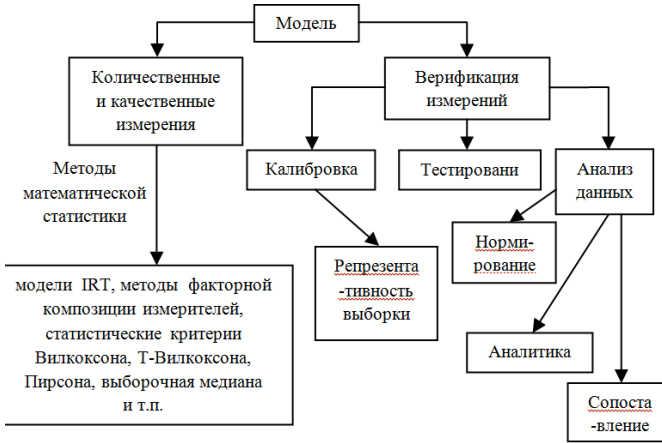 Модель
Количественные
и качественные
измерения
Верификация
измерений
Методы
математической
статистики
Калибровка
Тестировани
Анализ
данных
Репрезента
-тивность
выборки
Норми-
рование
модели IRT, методы факторной
композиции измерителей,
статистические критерии
Вилкоксона, Т-Вилкоксона,
Пирсона, выборочная медиана
и т.п.
Аналитика
Сопоста
-вление